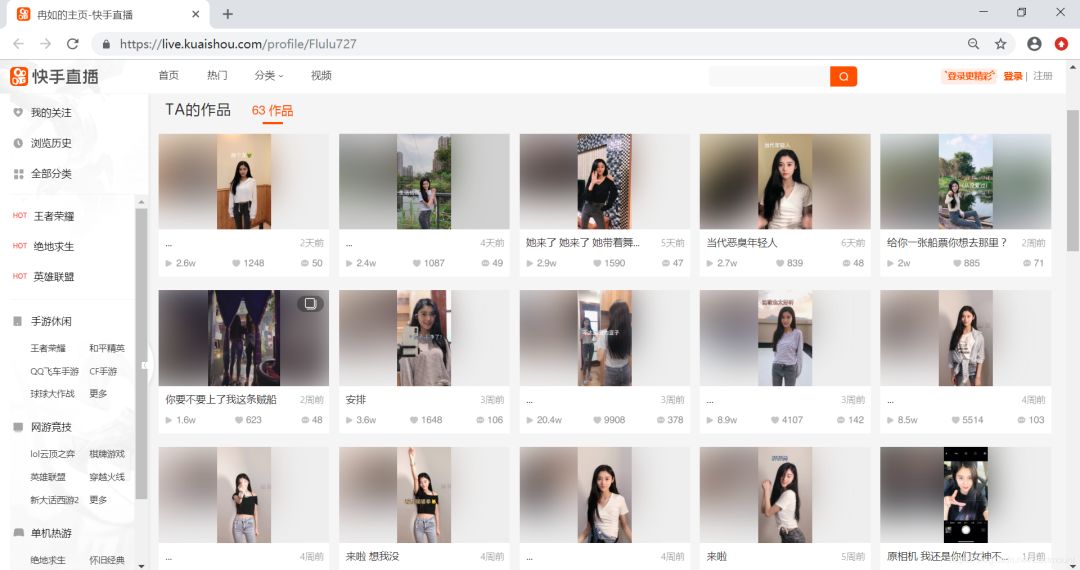 冉如的主页-快手直播
https://live.kuaishou.com/profile/Flulu727
快手直播 首页 热门 分类 视频 登录更精彩 登录 | 注册
我的关注
浏览历史
全部分类
HOT 王者荣耀
HOT 绝地求生
HOT 英雄联盟
手游休闲
王者荣耀 和平精英
QQ飞车手游 CF手游
球球大作战 更多
网游竞技
lol云顶之弈 棋牌游戏
英雄联盟 穿越火线
新大话西游2 更多
单机热游
绝地求生 怀旧经典
TA的作品 63 作品
当代年轻人
... 2天前 ... 4天前 她来了 她来了 她带着舞... 5天前 当代恶臭年轻人 6天前 给你一张船票你想去那里？ 2周前
2.6w 1248 50 2.4w 1087 49 2.9w 1590 47 2.7w 839 48 2w 885 71
你要不要上了我这条贼船 2周前 安排 3周前 ... 3周前 ... 3周前 ... 4周前
1.6w 623 48 3.6w 1648 106 20.4w 9908 378 8.9w 4107 142 8.5w 5514 103
... 4周前 来啦 想我没 4周前 ... 4周前 来啦 5周前 原相机 我还是你们女神不... 1月前